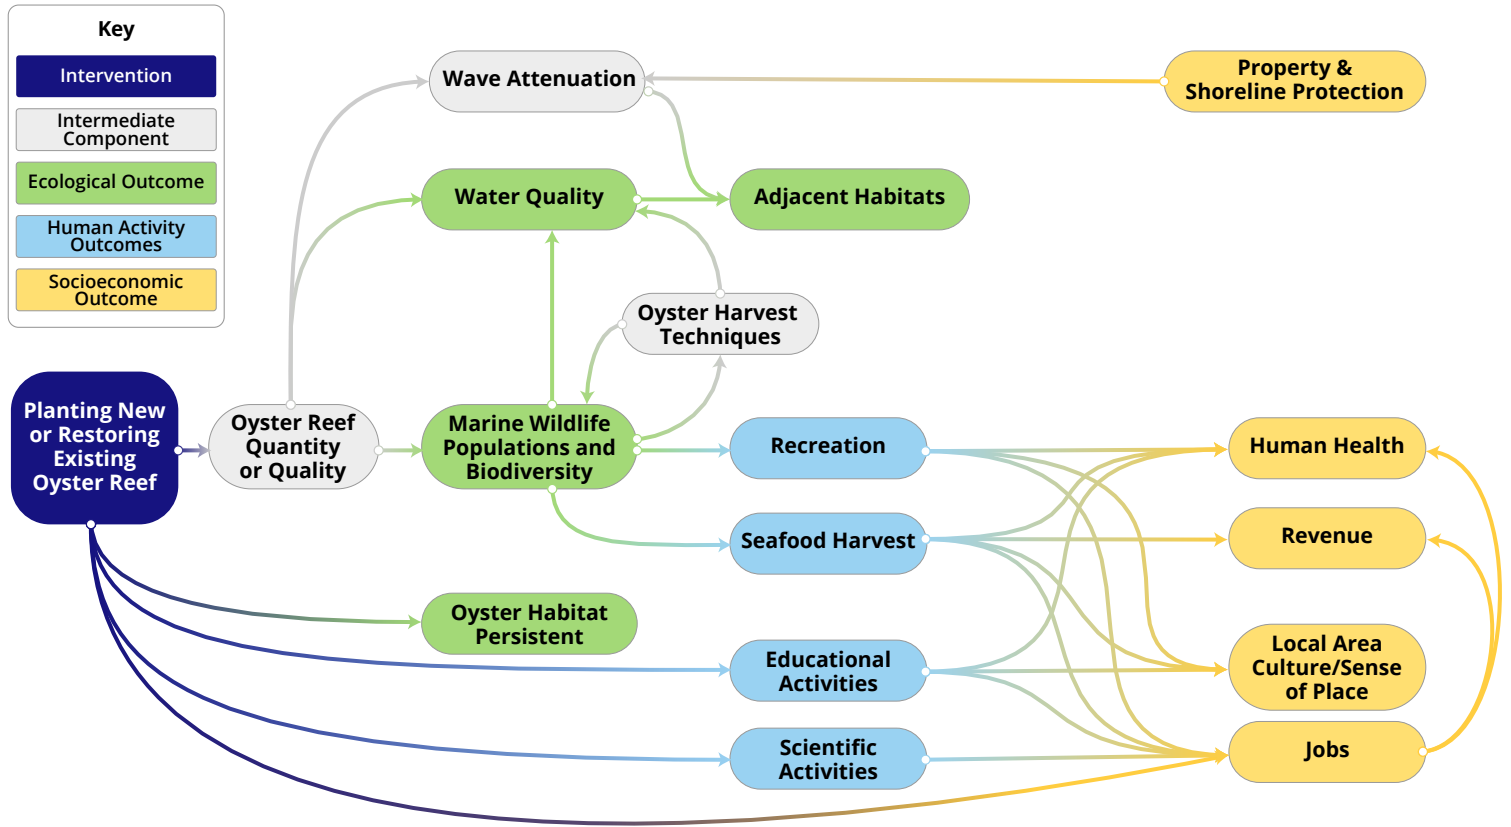 Key
Intervention
Intermediate
Component
Ecological Outcome
Human Activity
Outcomes
Socioeconomic
Outcome
Wave Attenuation
Property &
Shoreline Protection
Water Quality
Adjacent Habitats
Oyster Harvest
Techniques
Planting New
or Restoring
Existing
Oyster Reef
Oyster Reef
Quantity
or Quality
Marine Wildlife
Populations and
Biodiversity
Recreation
Human Health
Seafood Harvest
Revenue
Oyster Habitat
Persistent
Educational
Activities
Local Area
Culture/Sense
of Place
Scientific
Activities
Jobs